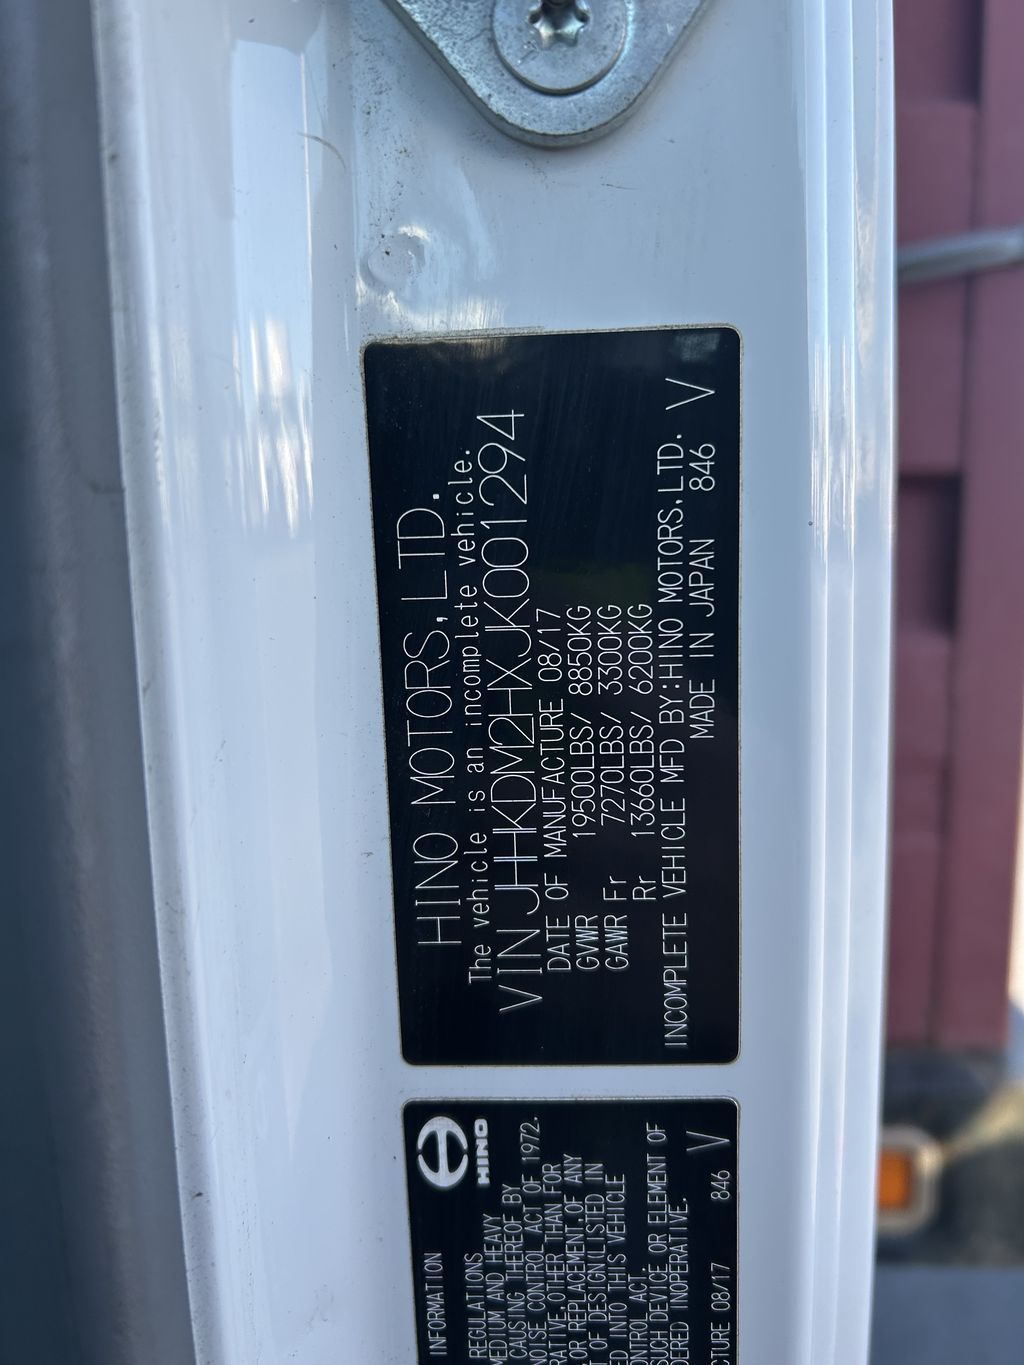 HINO MOTORS,LTD.
The vehicle is an incomplete vehicle.
VIN JHHKDM2HXJK001294
DATE OF MANUFACTURE 08/17
GVWR 19500LBS/ 8850KG
GAWR Fr 7270LBS/ 3300KG
Rr 13660LBS/ 6200KG
INCOMPLETE VEHICLE MFD BY:HINO MOTORS,LTD. V
MADE IN JAPAN 846
HINO
INFORMATION
REGULATIONS
MEDIUM AND HEAVY
CAUSING THEREOF BY
NOISE CONTROL ACT OF 1972.
OTHER THAN FOR
OR REPLACEMENT,OF ANY
T OF DESIGN(LISTED IN
ED INTO THIS VEHICLE
ONTROL ACT.
SUCH DEVICE OR ELEMENT OF
DERED INOPERATIVE.
CTURE 08/17 846 V